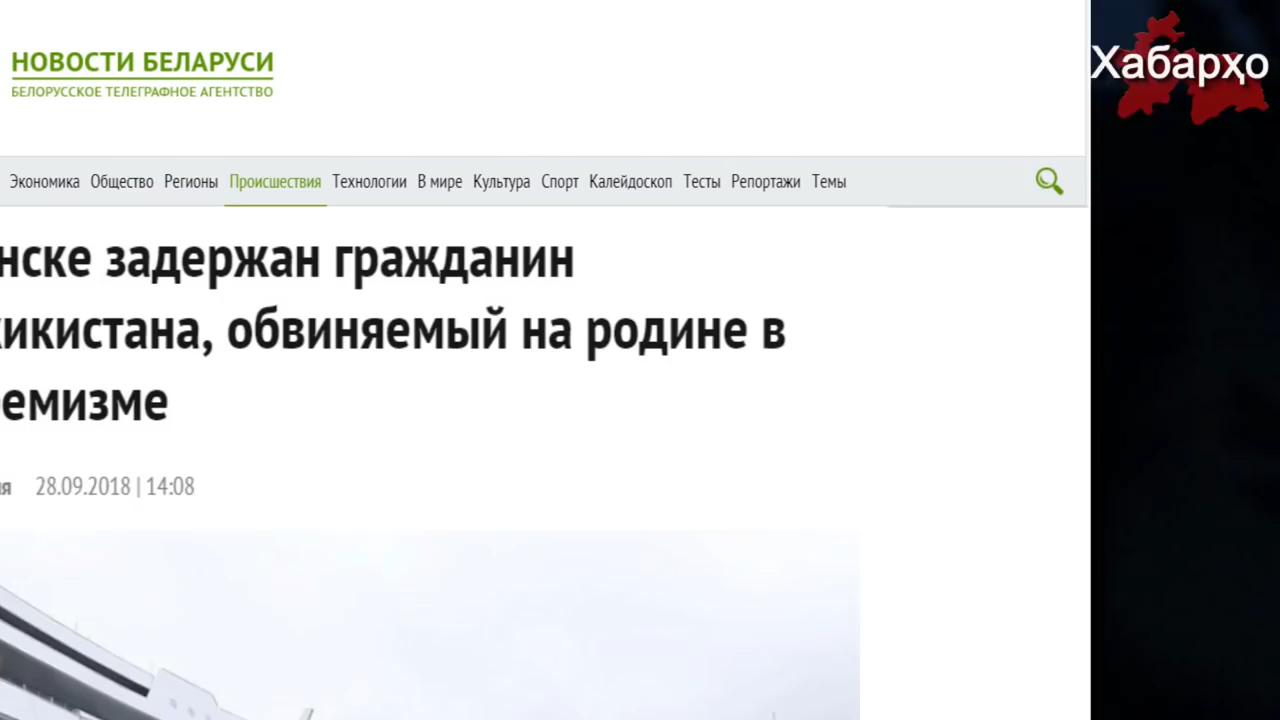 НОВОСТИ БЕЛАРУСИ
БЕЛОРУССКОЕ ТЕЛЕГРАФНОЕ АГЕНТСТВО
Хабарҳо
Экономика Общество Регионы Происшествия Технологии В мире Культура Спорт Калейдоскоп Тесты Репортажи Темы
нске задержан гражданин
икистана, обвиняемый на родине в
емизме
ия 28.09.2018 | 14:08